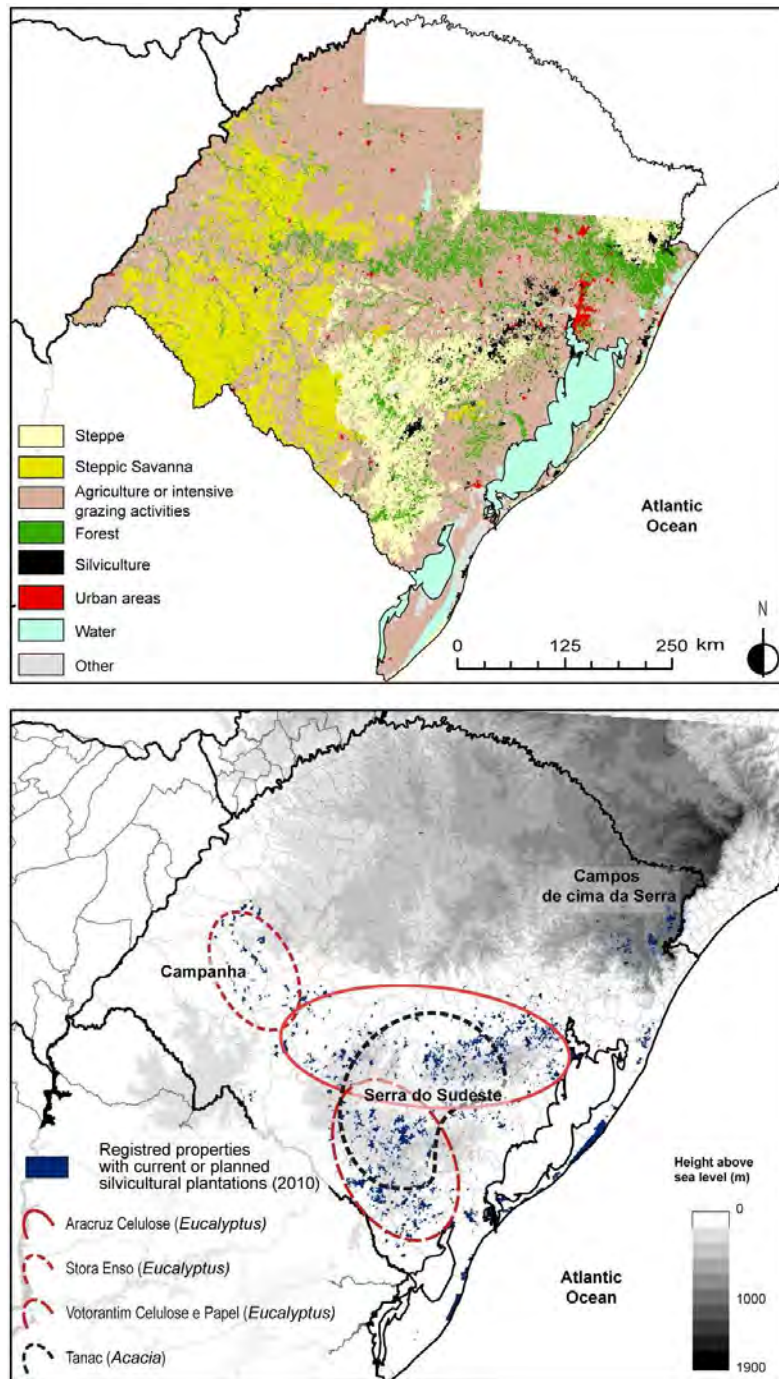 Steppe
Steppic Savanna
Agriculture or intensive
grazing activities
Forest
Silviculture
Urban areas
Water
Other
Atlantic
Ocean
N
0 125 250 km
Campos
de cima da Serra
Campanha
Serra do Sudeste
Registred properties
with current or planned
silvicultural plantations (2010)
Aracruz Celulose (Eucalyptus)
Stora Enso (Eucalyptus)
Votorantim Celulose e Papel (Eucalyptus)
Tanac (Acacia)
Atlantic
Ocean
Height above
sea level (m)
0
1000
1900